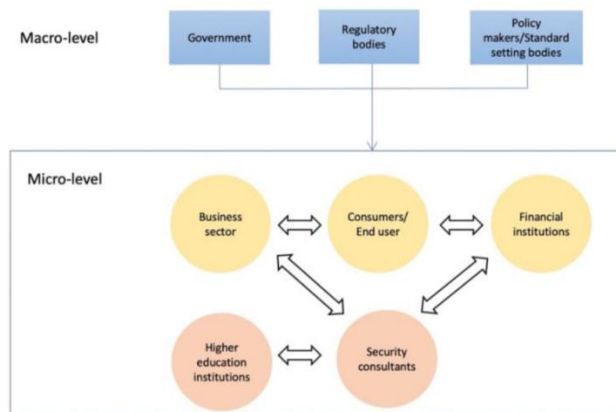 Macro-level
Government
Regulatory
bodies
Policy
makers/Standard
setting bodies
Micro-level
Business
sector
Consumers/
End user
Financial
institutions
Higher
education
institutions
Security
consultants